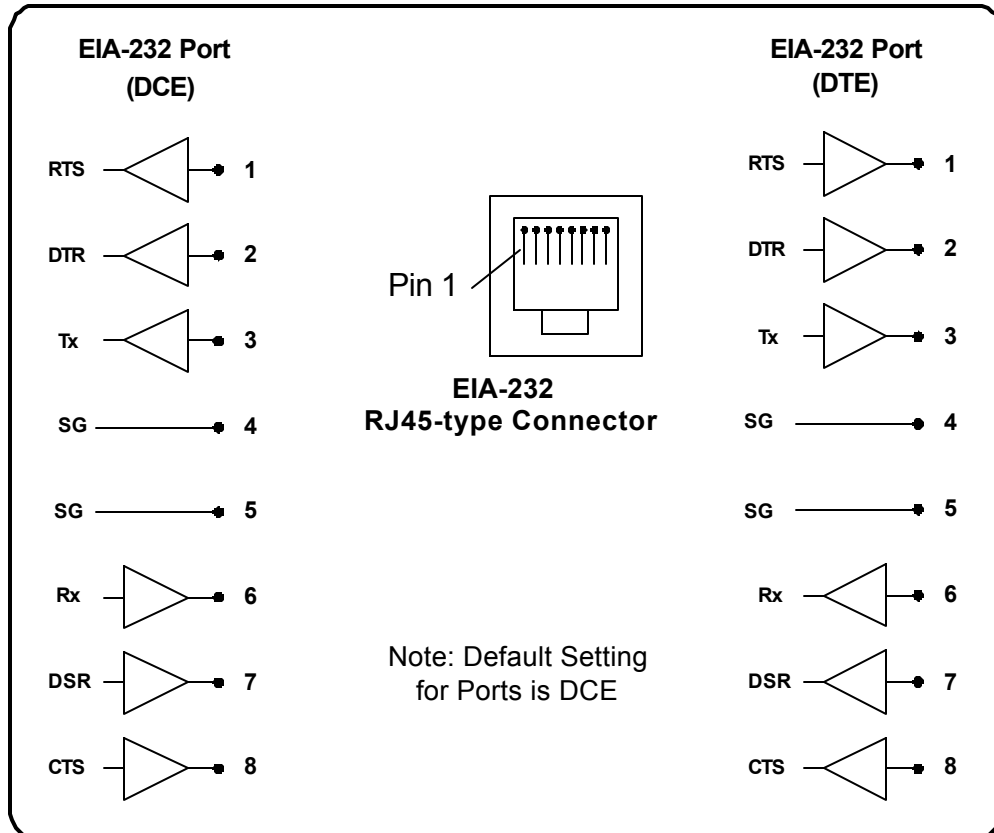 EIA-232 Port
(DCE)
RTS 1
DTR 2
Tx 3
SG 4
SG 5
Rx 6
DSR 7
CTS 8
Pin 1
EIA-232
RJ45-type Connector
Note: Default Setting
for Ports is DCE
EIA-232 Port
(DTE)
RTS 1
DTR 2
Tx 3
SG 4
SG 5
Rx 6
DSR 7
CTS 8